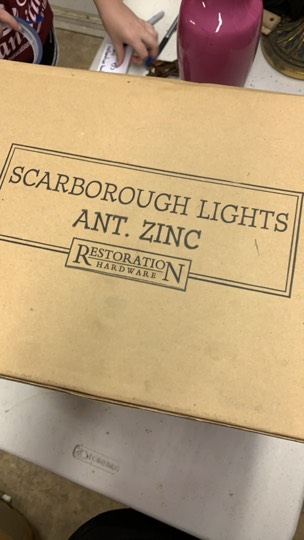 SCARBOROUGH LIGHTS
ANT. ZINC
RESTORATION
HARDWARE